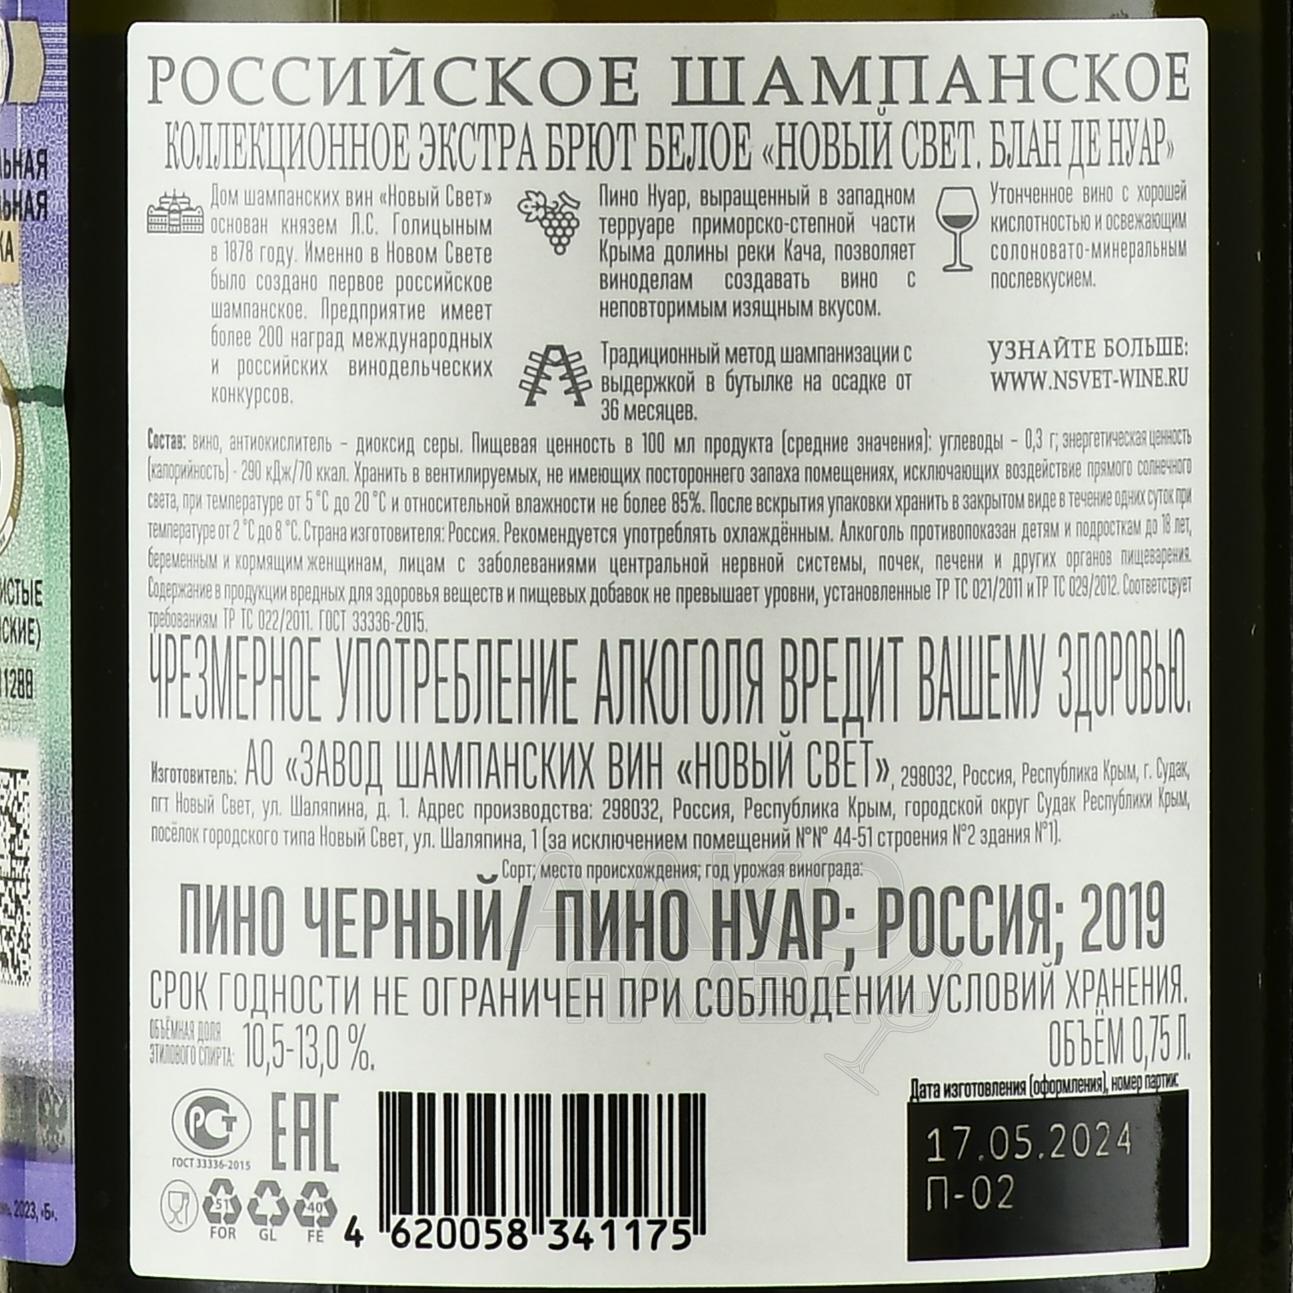 РОССИЙСКОЕ ШАМПАНСКОЕ
КОЛЛЕКЦИОННОЕ ЭКСТРА БРЮТ БЕЛОЕ «НОВЫЙ СВЕТ. БЛАН ДЕ НУАР»
Дом шампанских вин «Новый Свет»
основан князем Л.С. Голицыным
в 1878 году. Именно в Новом Свете
было создано первое российское
шампанское. Предприятие имеет
более 200 наград международных
и российских винодельческих
конкурсов.
Пино Нуар, выращенный в западном
терруаре приморско-степной части
Крыма долины реки Кача, позволяет
виноделам создавать вино с
неповторимым изящным вкусом.
Традиционный метод шампанизации с
выдержкой в бутылке на осадке от
36 месяцев.
Утонченное вино с хорошей
кислотностью и освежающим
солоновато-минеральным
послевкусием.
УЗНАЙТЕ БОЛЬШЕ:
WWW.NSVET-WINE.RU
Состав: вино, антиокислитель – диоксид серы. Пищевая ценность в 100 мл продукта (средние значения): углеводы – 0,3 г; энергетическая ценность
(калорийность) - 290 кДж/70 ккал. Хранить в вентилируемых, не имеющих постороннего запаха помещениях, исключающих воздействие прямого солнечного
света, при температуре от 5 °С до 20 °С и относительной влажности не более 85%. После вскрытия упаковки хранить в закрытом виде в течение одних суток при
температуре от 2 °С до 8 °С. Страна изготовителя: Россия. Рекомендуется употреблять охлаждённым. Алкоголь противопоказан детям и подросткам до 18 лет,
беременным и кормящим женщинам, лицам с заболеваниями центральной нервной системы, почек, печени и других органов пищеварения.
Содержание в продукции вредных для здоровья веществ и пищевых добавок не превышает уровни, установленные ТР ТС 021/2011 и ТР ТС 029/2012. Соответствует
требованиям ТР ТС 022/2011. ГОСТ 33336-2015.
ЧРЕЗМЕРНОЕ УПОТРЕБЛЕНИЕ АЛКОГОЛЯ ВРЕДИТ ВАШЕМУ ЗДОРОВЬЮ.
Изготовитель: АО «ЗАВОД ШАМПАНСКИХ ВИН «НОВЫЙ СВЕТ», 298032, Россия, Республика Крым, г. Судак,
пгт Новый Свет, ул. Шаляпина, д. 1. Адрес производства: 298032, Россия, Республика Крым, городской округ Судак Республики Крым,
посёлок городского типа Новый Свет, ул. Шаляпина, 1 (за исключением помещений №№ 44-51 строения №2 здания №1).
Сорт; место происхождения; год урожая винограда:
ПИНО ЧЕРНЫЙ/ ПИНО НУАР; РОССИЯ; 2019
СРОК ГОДНОСТИ НЕ ОГРАНИЧЕН ПРИ СОБЛЮДЕНИИ УСЛОВИЙ ХРАНЕНИЯ.
ОБЪЁМНАЯ ДОЛЯ
ЭТИЛОВОГО СПИРТА: 10,5-13,0 %.
ОБЪЁМ 0,75 Л.
Дата изготовления (оформления), номер партии:
17.05.2024
П-02
РСТ
ГОСТ 33336-2015
ЕАС
51
FOR
GL
40
FE
4 620058 341175
ЬНАЯ
ЬНАЯ
КА
ИСТЫЕ
СКИЕ)
1288
2023, «Б».
АЛКО
ПЛАЗА
RU